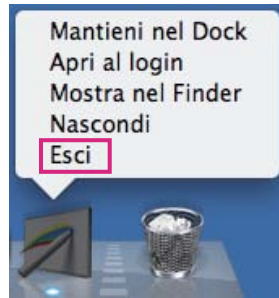 Mantieni nel Dock
Apri al login
Mostra nel Finder
Nascondi
Esci